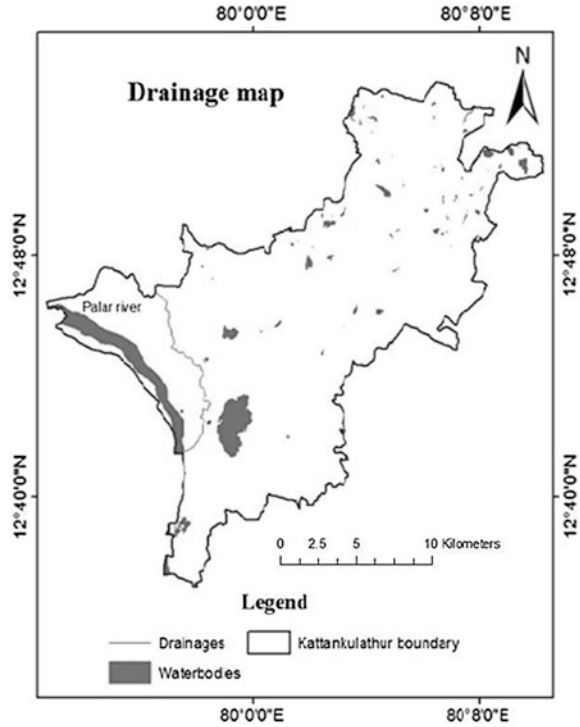 80°0'0"E 80°8'0"E
Drainage map
N
12°48'0"N 12°48'0"N
Palar river
12°40'0"N 12°40'0"N
0 2.5 5 10 Kilometers
Legend
Drainages Kattankulathur boundary
Waterbodies
80°0'0"E 80°8'0"E